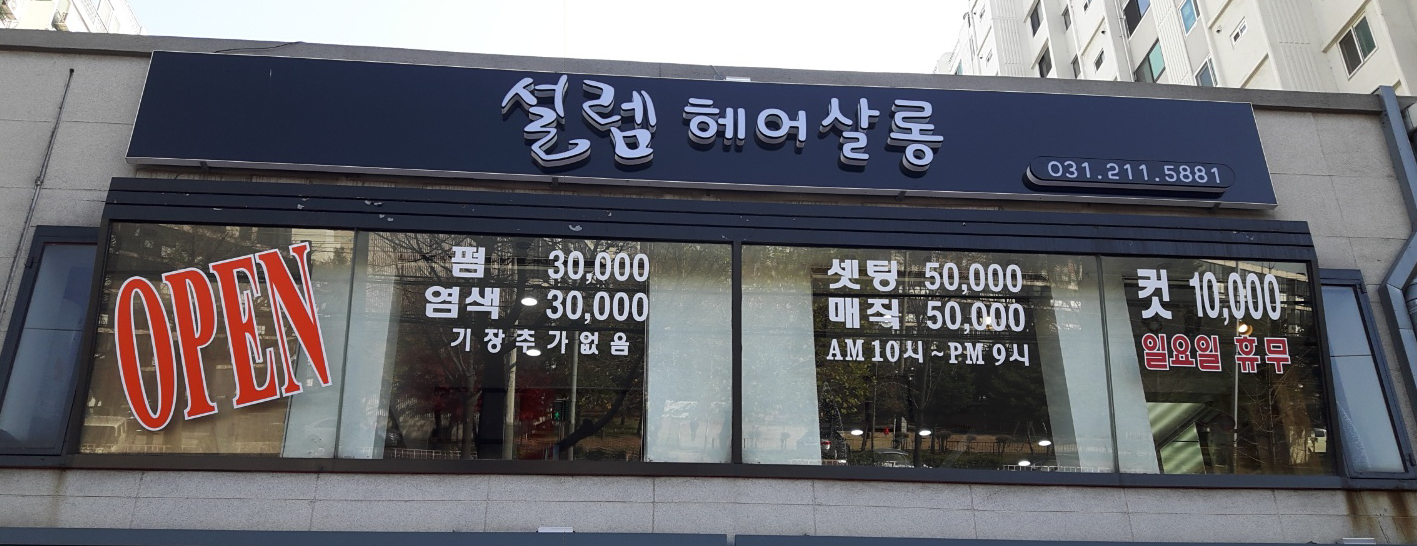 설렘 헤어살롱
031.211.5881
OPEN
펌 30,000
염색 30,000
기장추가없음
셋팅 50,000
매직 50,000
AM 10시~PM 9시
컷 10,000
일요일 휴무